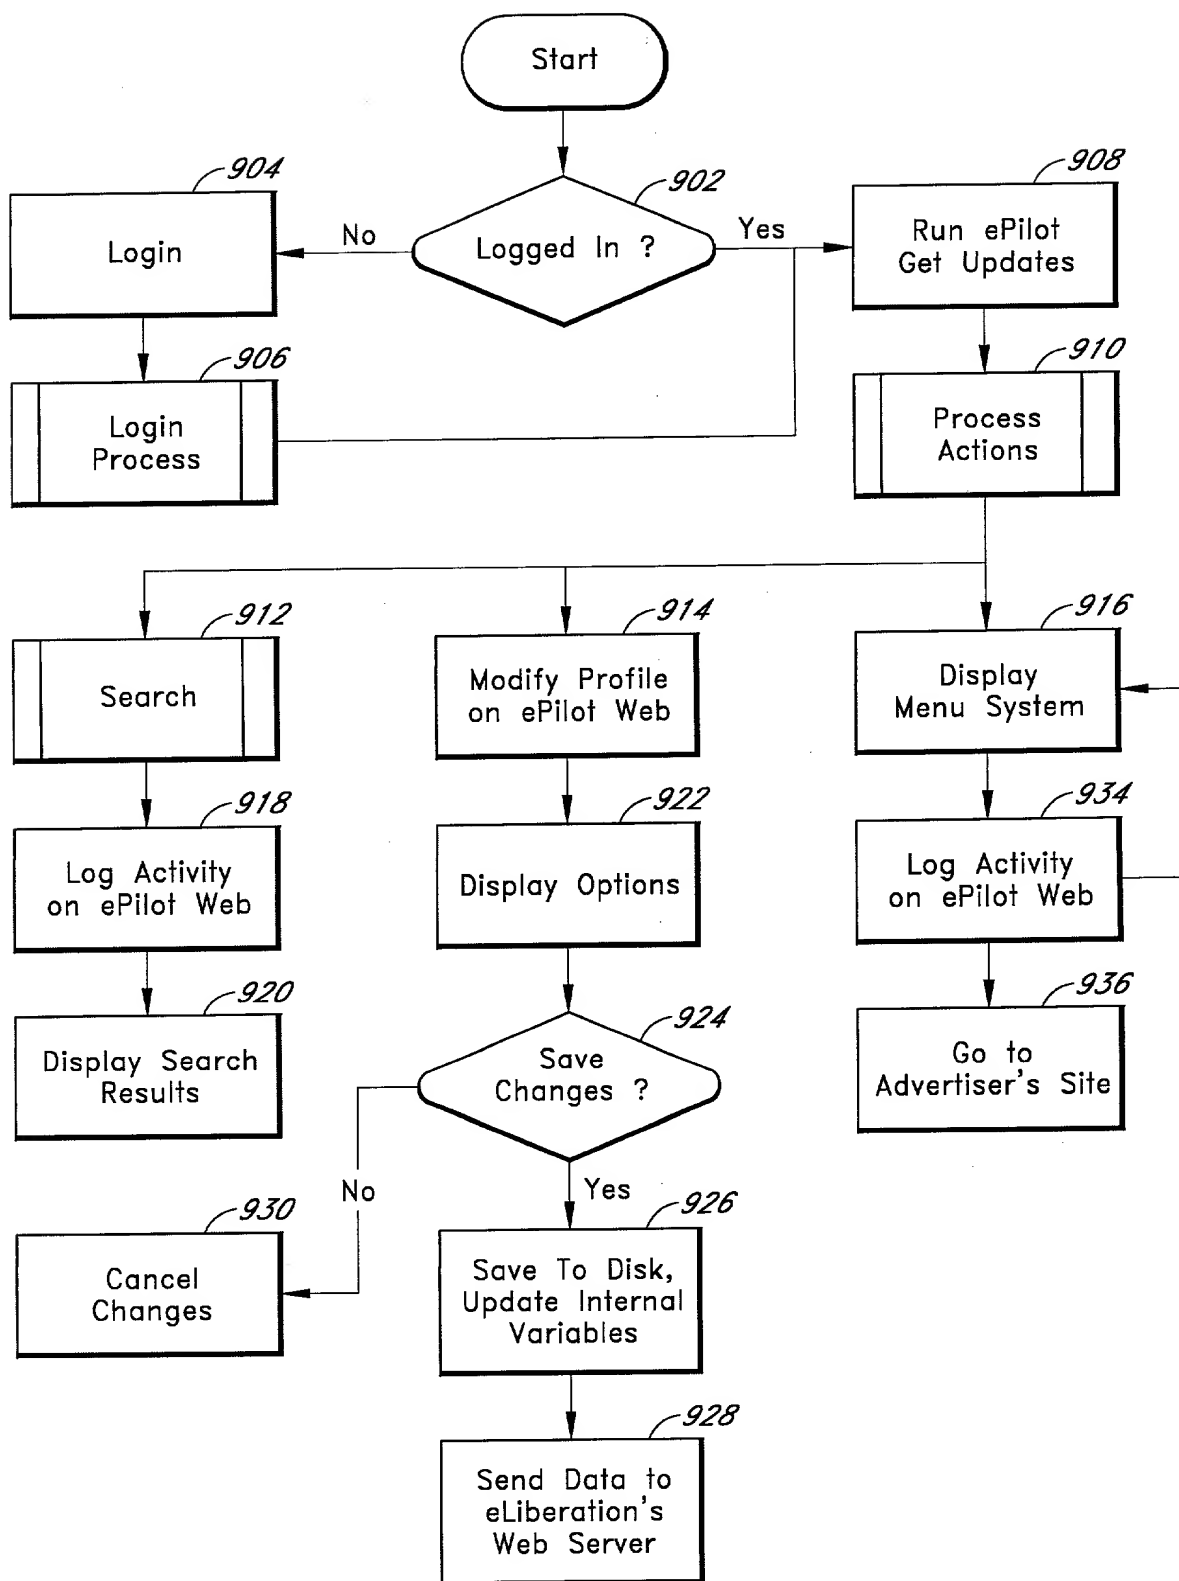 Start
904
Login
902
Logged In ?
No
Yes
908
Run ePilot
Get Updates
906
Login
Process
910
Process
Actions
912
Search
914
Modify Profile
on ePilot Web
916
Display
Menu System
918
Log Activity
on ePilot Web
922
Display Options
934
Log Activity
on ePilot Web
920
Display Search
Results
924
Save
Changes ?
936
Go to
Advertiser's Site
No
Yes
930
Cancel
Changes
926
Save To Disk,
Update Internal
Variables
928
Send Data to
eLiberation's
Web Server